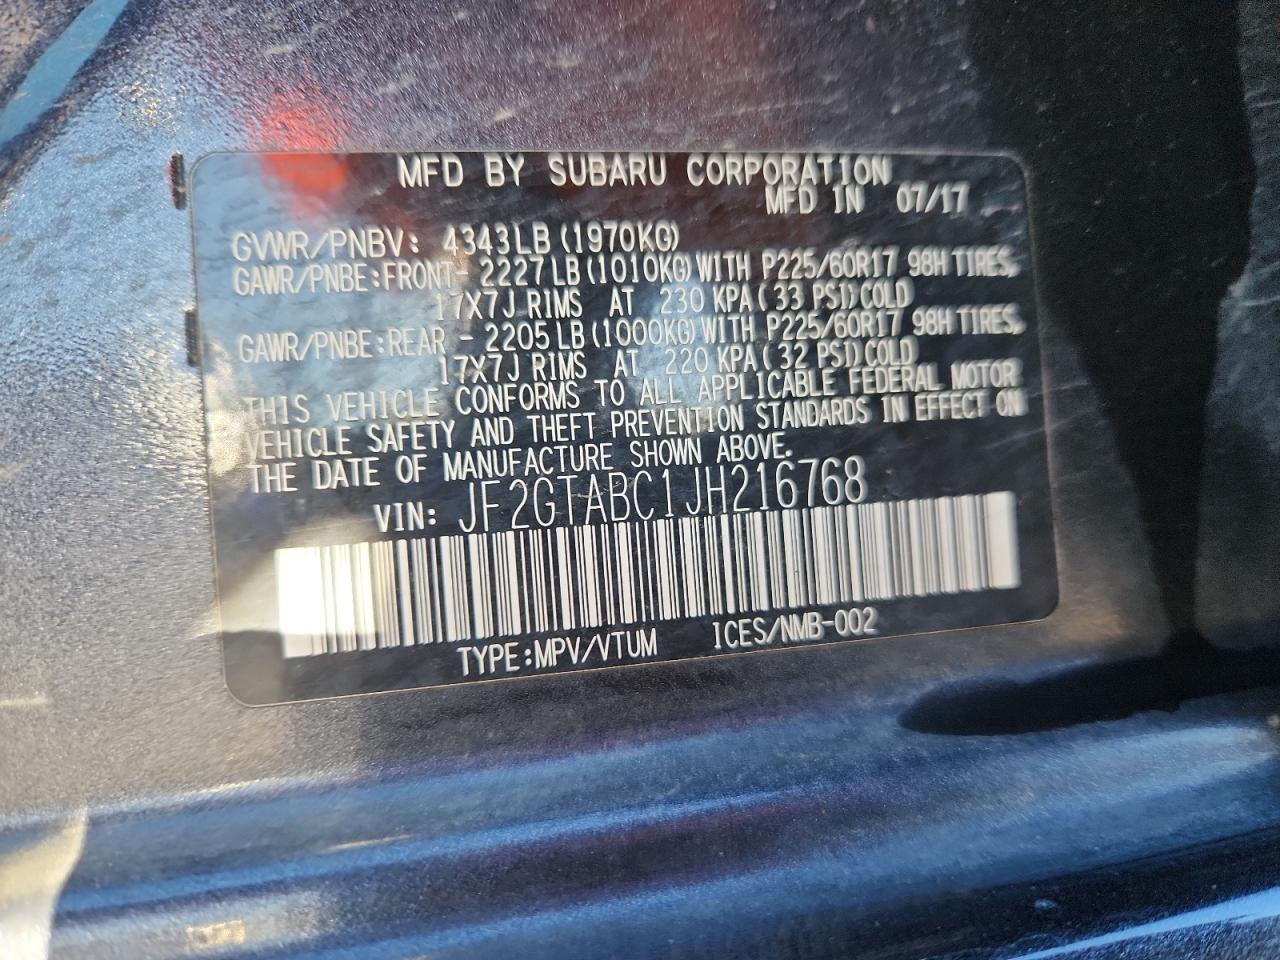 MFD BY SUBARU CORPORATION
MFD IN 07/17
GVWR/PNBV: 4343LB(1970KG)
GAWR/PNBE:FRONT- 2227LB(1010KG)WITH P225/60R17 98H TIRES,
17X7J RIMS AT 230 KPA(33 PSI)COLD
GAWR/PNBE:REAR - 2205LB(1000KG)WITH P225/60R17 98H TIRES,
17X7J RIMS AT 220 KPA(32 PSI)COLD
THIS VEHICLE CONFORMS TO ALL APPLICABLE FEDERAL MOTOR
VEHICLE SAFETY AND THEFT PREVENTION STANDARDS IN EFFECT ON
THE DATE OF MANUFACTURE SHOWN ABOVE.
VIN: JF2GTABC1JH216768
TYPE:MPV/VTUM ICES/NMB-002